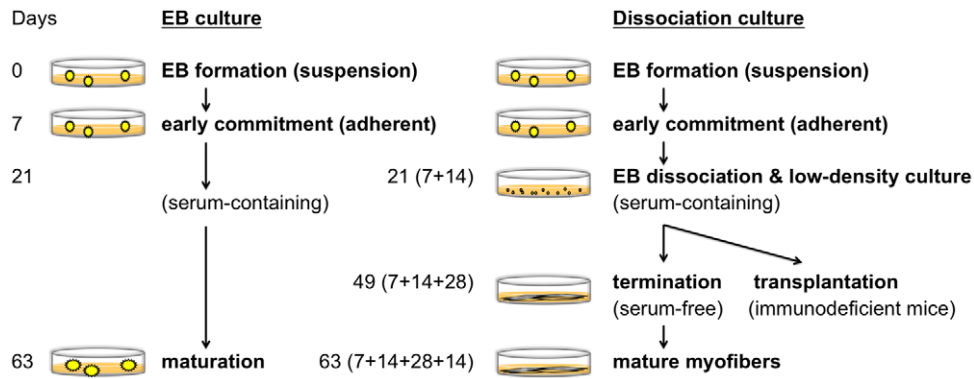 Days EB culture Dissociation culture
0 EB formation (suspension) EB formation (suspension)
7 early commitment (adherent) early commitment (adherent)
21 21 (7+14) EB dissociation & low-density culture
(serum-containing) (serum-containing)
49 (7+14+28) termination transplantation
(serum-free) (immunodeficient mice)
63 maturation 63 (7+14+28+14) mature myofibers